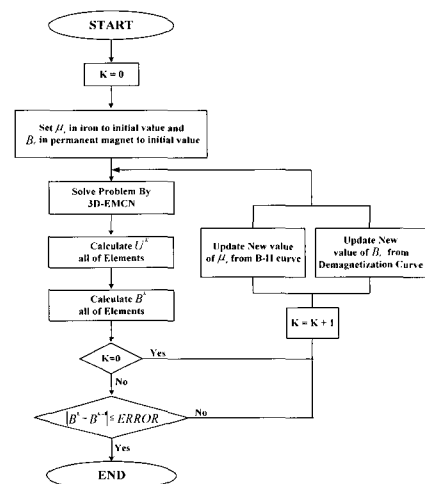 START
K = 0
Set μr in iron to initial value and
Br in permanent magnet to initial value
Solve Problem By
3D-EMCN
Calculate U^k
all of Elements
Calculate B^k
all of Elements
K=0
Yes
No
|B^k - B^k-1| ≤ ERROR
No
Yes
END
Update New value
of μr from B-H curve
Update New
value of Br from
Demagnetization Curve
K = K + 1